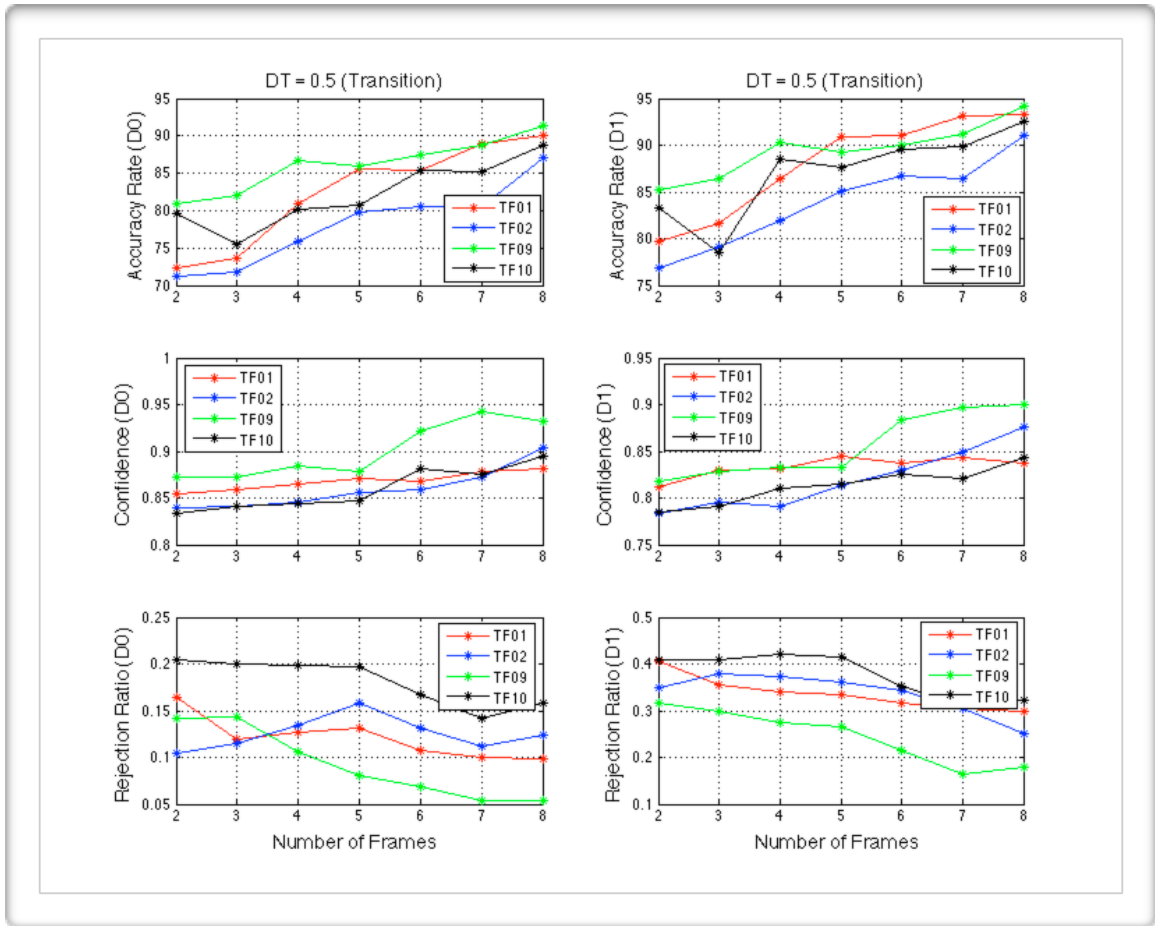 DT = 0.5 (Transition)
Accuracy Rate (D0)
95
90
85
80
75
70
2 3 4 5 6 7 8
TF01
TF02
TF09
TF10
DT = 0.5 (Transition)
Accuracy Rate (D1)
95
90
85
80
75
2 3 4 5 6 7 8
TF01
TF02
TF09
TF10
Confidence (D0)
1
0.95
0.9
0.85
0.8
2 3 4 5 6 7 8
TF01
TF02
TF09
TF10
Confidence (D1)
0.95
0.9
0.85
0.8
0.75
2 3 4 5 6 7 8
TF01
TF02
TF09
TF10
Rejection Ratio (D0)
0.25
0.2
0.15
0.1
0.05
2 3 4 5 6 7 8
TF01
TF02
TF09
TF10
Number of Frames
Rejection Ratio (D1)
0.5
0.4
0.3
0.2
0.1
2 3 4 5 6 7 8
TF01
TF02
TF09
TF10
Number of Frames